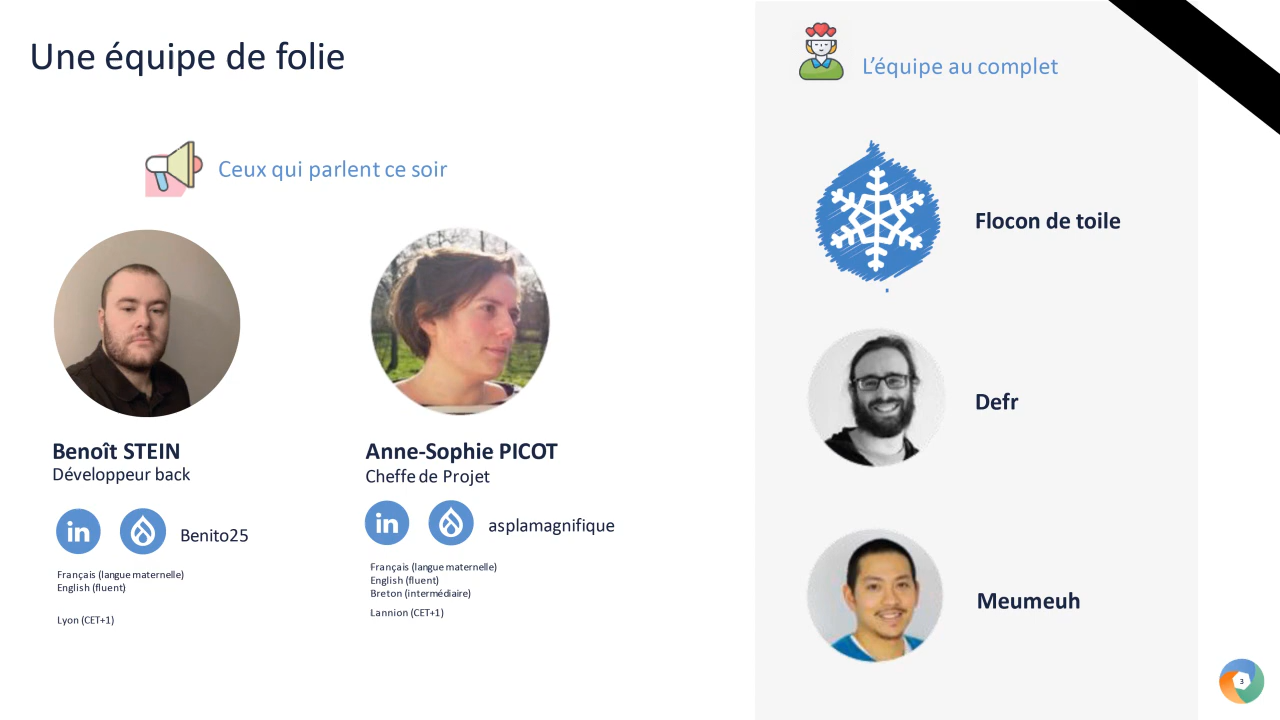 Une équipe de folie
Ceux qui parlent ce soir
Benoît STEIN
Développeur back
in
Benito25
Français (langue maternelle)
English (fluent)
Lyon (CET+1)
Anne-Sophie PICOT
Cheffe de Projet
in
asplamagnifique
Français (langue maternelle)
English (fluent)
Breton (intermédiaire)
Lannion (CET+1)
L'équipe au complet
Flocon de toile
Defr
Meumeuh
3